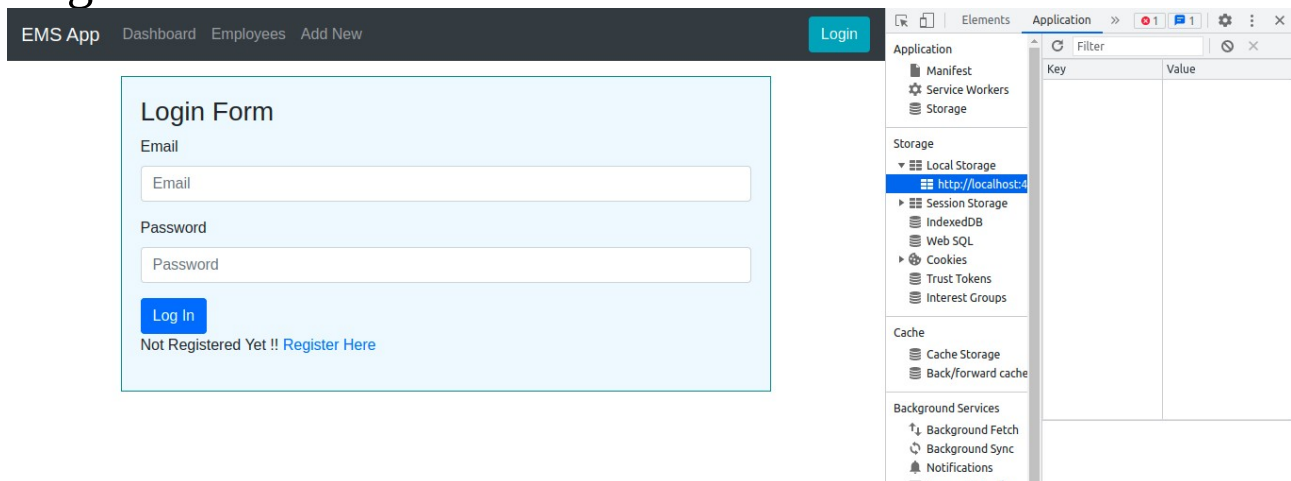 EMS App Dashboard Employees Add New Login
Login Form
Email
Email
Password
Password
Log In
Not Registered Yet !! Register Here
Elements Application » 1 1
Application
Manifest
Service Workers
Storage
Storage
Local Storage
http://localhost:4
Session Storage
IndexedDB
Web SQL
Cookies
Trust Tokens
Interest Groups
Cache
Cache Storage
Back/forward cache
Background Services
Background Fetch
Background Sync
Notifications
Filter
Key Value